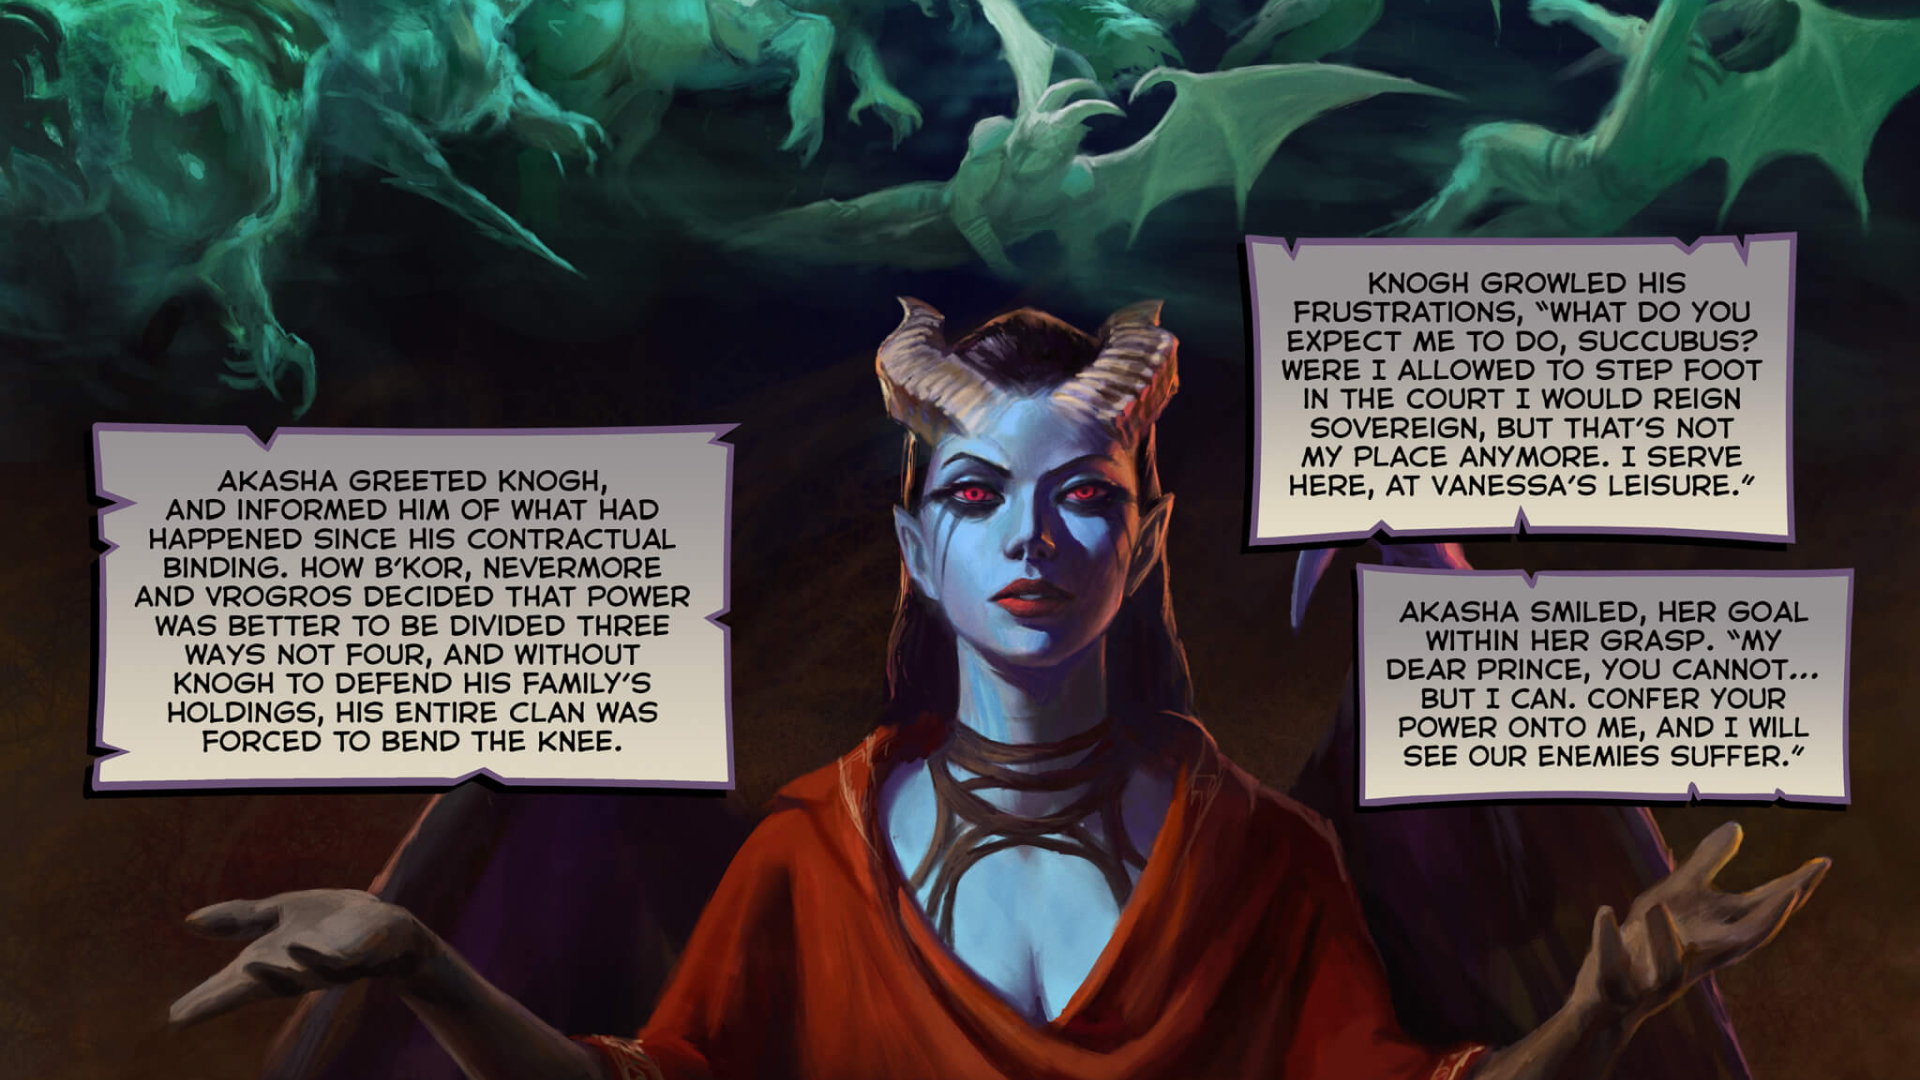 AKASHA GREETED KNOGH,
AND INFORMED HIM OF WHAT HAD
HAPPENED SINCE HIS CONTRACTUAL
BINDING. HOW B'KOR, NEVERMORE
AND VROGROS DECIDED THAT POWER
WAS BETTER TO BE DIVIDED THREE
WAYS NOT FOUR, AND WITHOUT
KNOGH TO DEFEND HIS FAMILY'S
HOLDINGS, HIS ENTIRE CLAN WAS
FORCED TO BEND THE KNEE.
KNOGH GROWLED HIS
FRUSTRATIONS, "WHAT DO YOU
EXPECT ME TO DO, SUCCUBUS?
WERE I ALLOWED TO STEP FOOT
IN THE COURT I WOULD REIGN
SOVEREIGN, BUT THAT'S NOT
MY PLACE ANYMORE. I SERVE
HERE, AT VANESSA'S LEISURE."
AKASHA SMILED, HER GOAL
WITHIN HER GRASP. "MY
DEAR PRINCE, YOU CANNOT...
BUT I CAN. CONFER YOUR
POWER ONTO ME, AND I WILL
SEE OUR ENEMIES SUFFER."